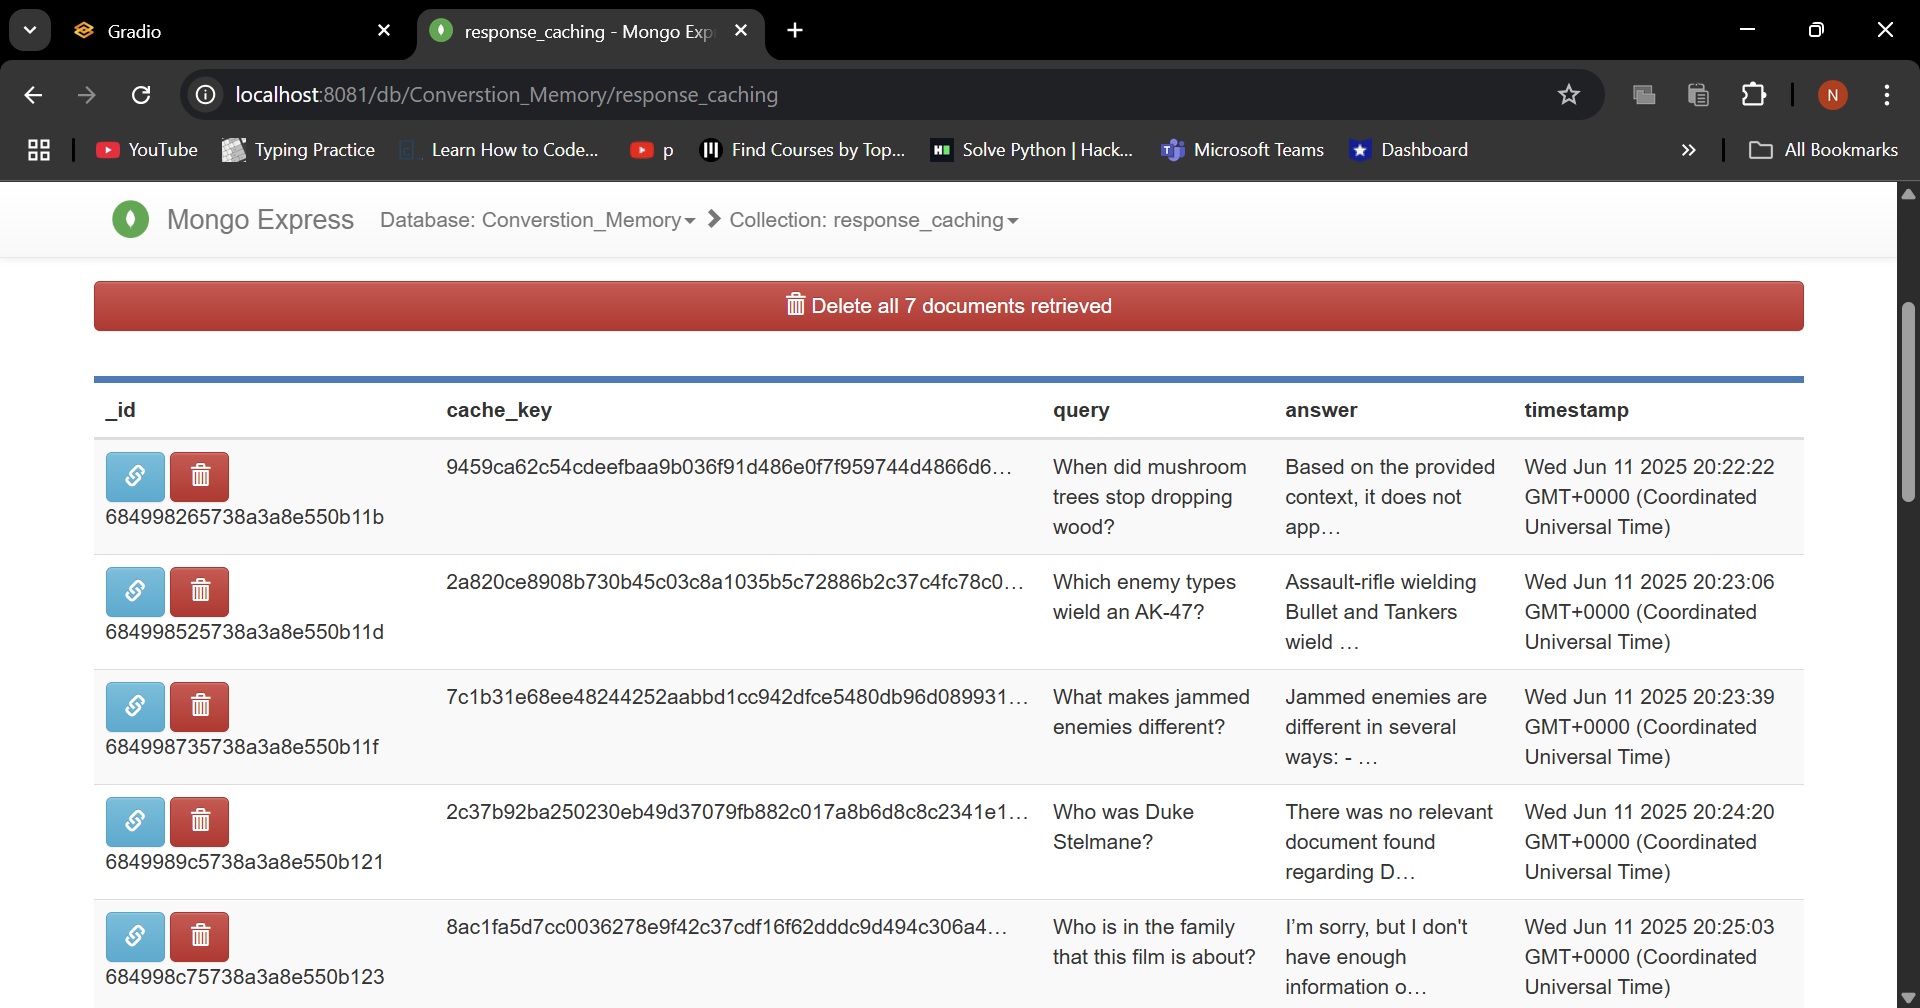 Gradio
response_caching - Mongo Exp
localhost:8081/db/Converstion_Memory/response_caching
N
YouTube
Typing Practice
Learn How to Code...
p
Find Courses by Top...
Solve Python | Hack...
Microsoft Teams
Dashboard
All Bookmarks
Mongo Express
Database: Converstion_Memory
Collection: response_caching
Delete all 7 documents retrieved
_id cache_key query answer timestamp
684998265738a3a8e550b11b
9459ca62c54cdeefbaa9b036f91d486e0f7f959744d4866d6...
When did mushroom
trees stop dropping
wood?
Based on the provided
context, it does not
app...
Wed Jun 11 2025 20:22:22
GMT+0000 (Coordinated
Universal Time)
684998525738a3a8e550b11d
2a820ce8908b730b45c03c8a1035b5c72886b2c37c4fc78c0...
Which enemy types
wield an AK-47?
Assault-rifle wielding
Bullet and Tankers
wield ...
Wed Jun 11 2025 20:23:06
GMT+0000 (Coordinated
Universal Time)
684998735738a3a8e550b11f
7c1b31e68ee48244252aabbd1cc942dfce5480db96d089931...
What makes jammed
enemies different?
Jammed enemies are
different in several
ways: - ...
Wed Jun 11 2025 20:23:39
GMT+0000 (Coordinated
Universal Time)
6849989c5738a3a8e550b121
2c37b92ba250230eb49d37079fb882c017a8b6d8c8c2341e1...
Who was Duke
Stelmane?
There was no relevant
document found
regarding D...
Wed Jun 11 2025 20:24:20
GMT+0000 (Coordinated
Universal Time)
684998c75738a3a8e550b123
8ac1fa5d7cc0036278e9f42c37cdf16f62dddc9d494c306a4...
Who is in the family
that this film is about?
I'm sorry, but I don't
have enough
information o...
Wed Jun 11 2025 20:25:03
GMT+0000 (Coordinated
Universal Time)